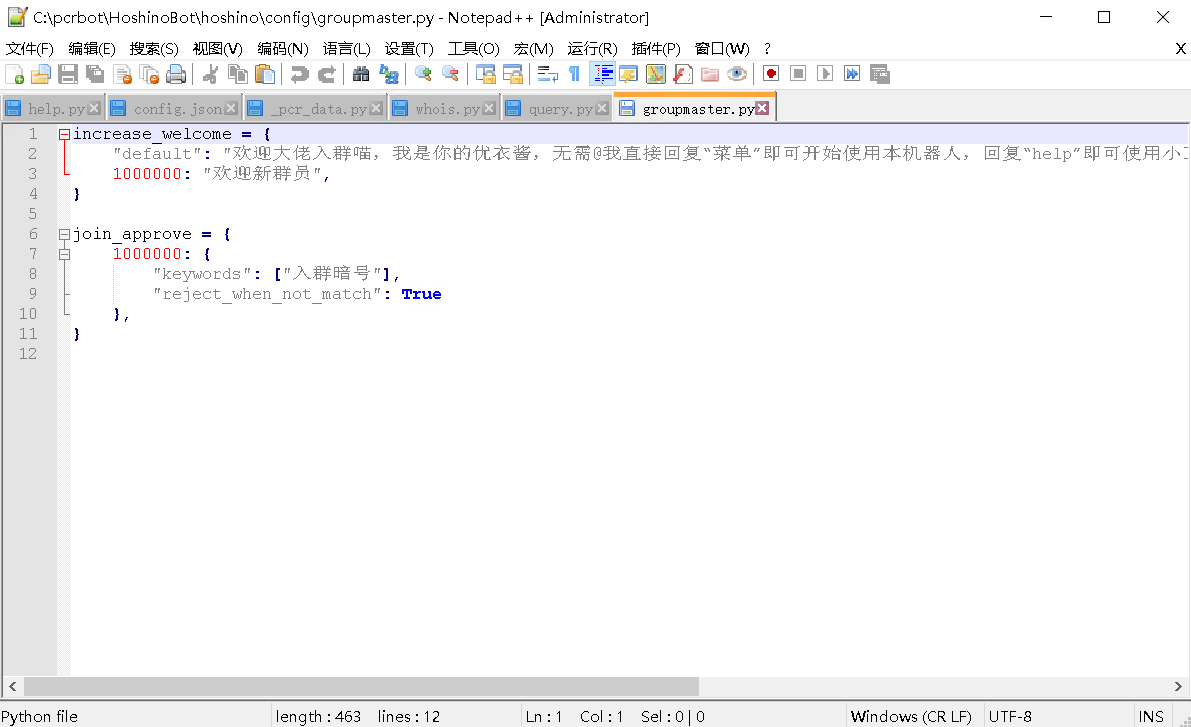 C:\pcrbot\HoshinoBot\hoshino\config\groupmaster.py - Notepad++ [Administrator]
文件(F) 编辑(E) 搜索(S) 视图(V) 编码(N) 语言(L) 设置(T) 工具(O) 宏(M) 运行(R) 插件(P) 窗口(W) ? X
help.py config.json _pcr_data.py whois.py query.py groupmaster.py
1 increase_welcome = {
2 "default": "欢迎大佬入群喵，我是你的优衣酱，无需@我直接回复“菜单”即可开始使用本机器人，回复“help”即可使用小
3 1000000: "欢迎新群员",
4 }
5
6 join_approve = {
7 1000000: {
8 "keywords": ["入群暗号"],
9 "reject_when_not_match": True
10 },
11 }
12
Python file length : 463 lines : 12 Ln : 1 Col : 1 Sel : 0 | 0 Windows (CR LF) UTF-8 INS